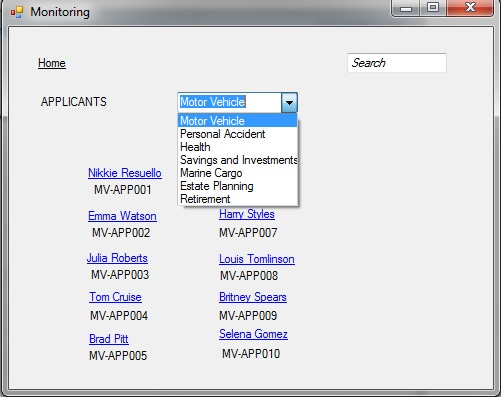 Monitoring
Home
Search
APPLICANTS
Motor Vehicle
Motor Vehicle
Personal Accident
Health
Savings and Investments
Marine Cargo
Estate Planning
Retirement
Nikkie Resuello
MV-APP001
Emma Watson
MV-APP002
Julia Roberts
MV-APP003
Tom Cruise
MV-APP004
Brad Pitt
MV-APP005
Harry Styles
MV-APP007
Louis Tomlinson
MV-APP008
Britney Spears
MV-APP009
Selena Gomez
MV-APP010